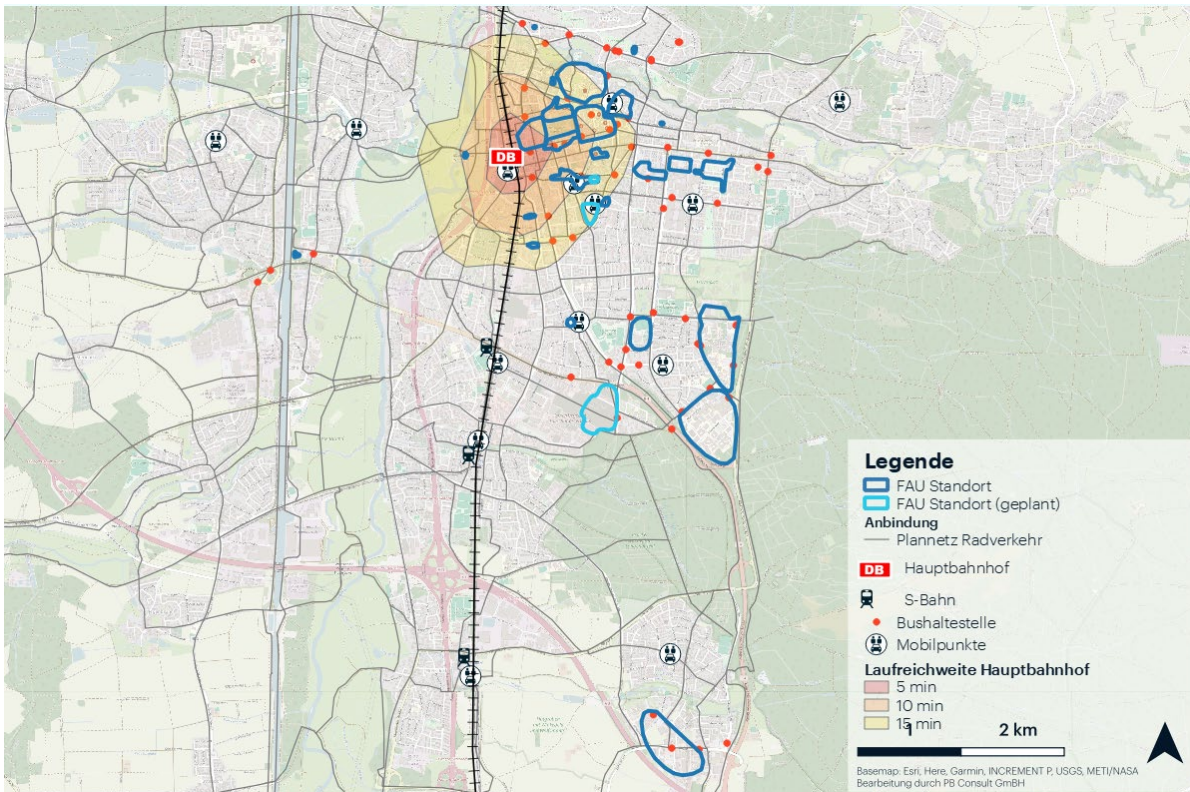 DB
Legende
FAU Standort
FAU Standort (geplant)
Anbindung
Plannetz Radverkehr
DB Hauptbahnhof
S-Bahn
Bushaltestelle
Mobilpunkte
Laufreichweite Hauptbahnhof
5 min
10 min
15 min
1 2 km
Basemap: Esri, Here, Garmin, INCREMENT P, USGS, METI/NASA
Bearbeitung durch PB Consult GmBH